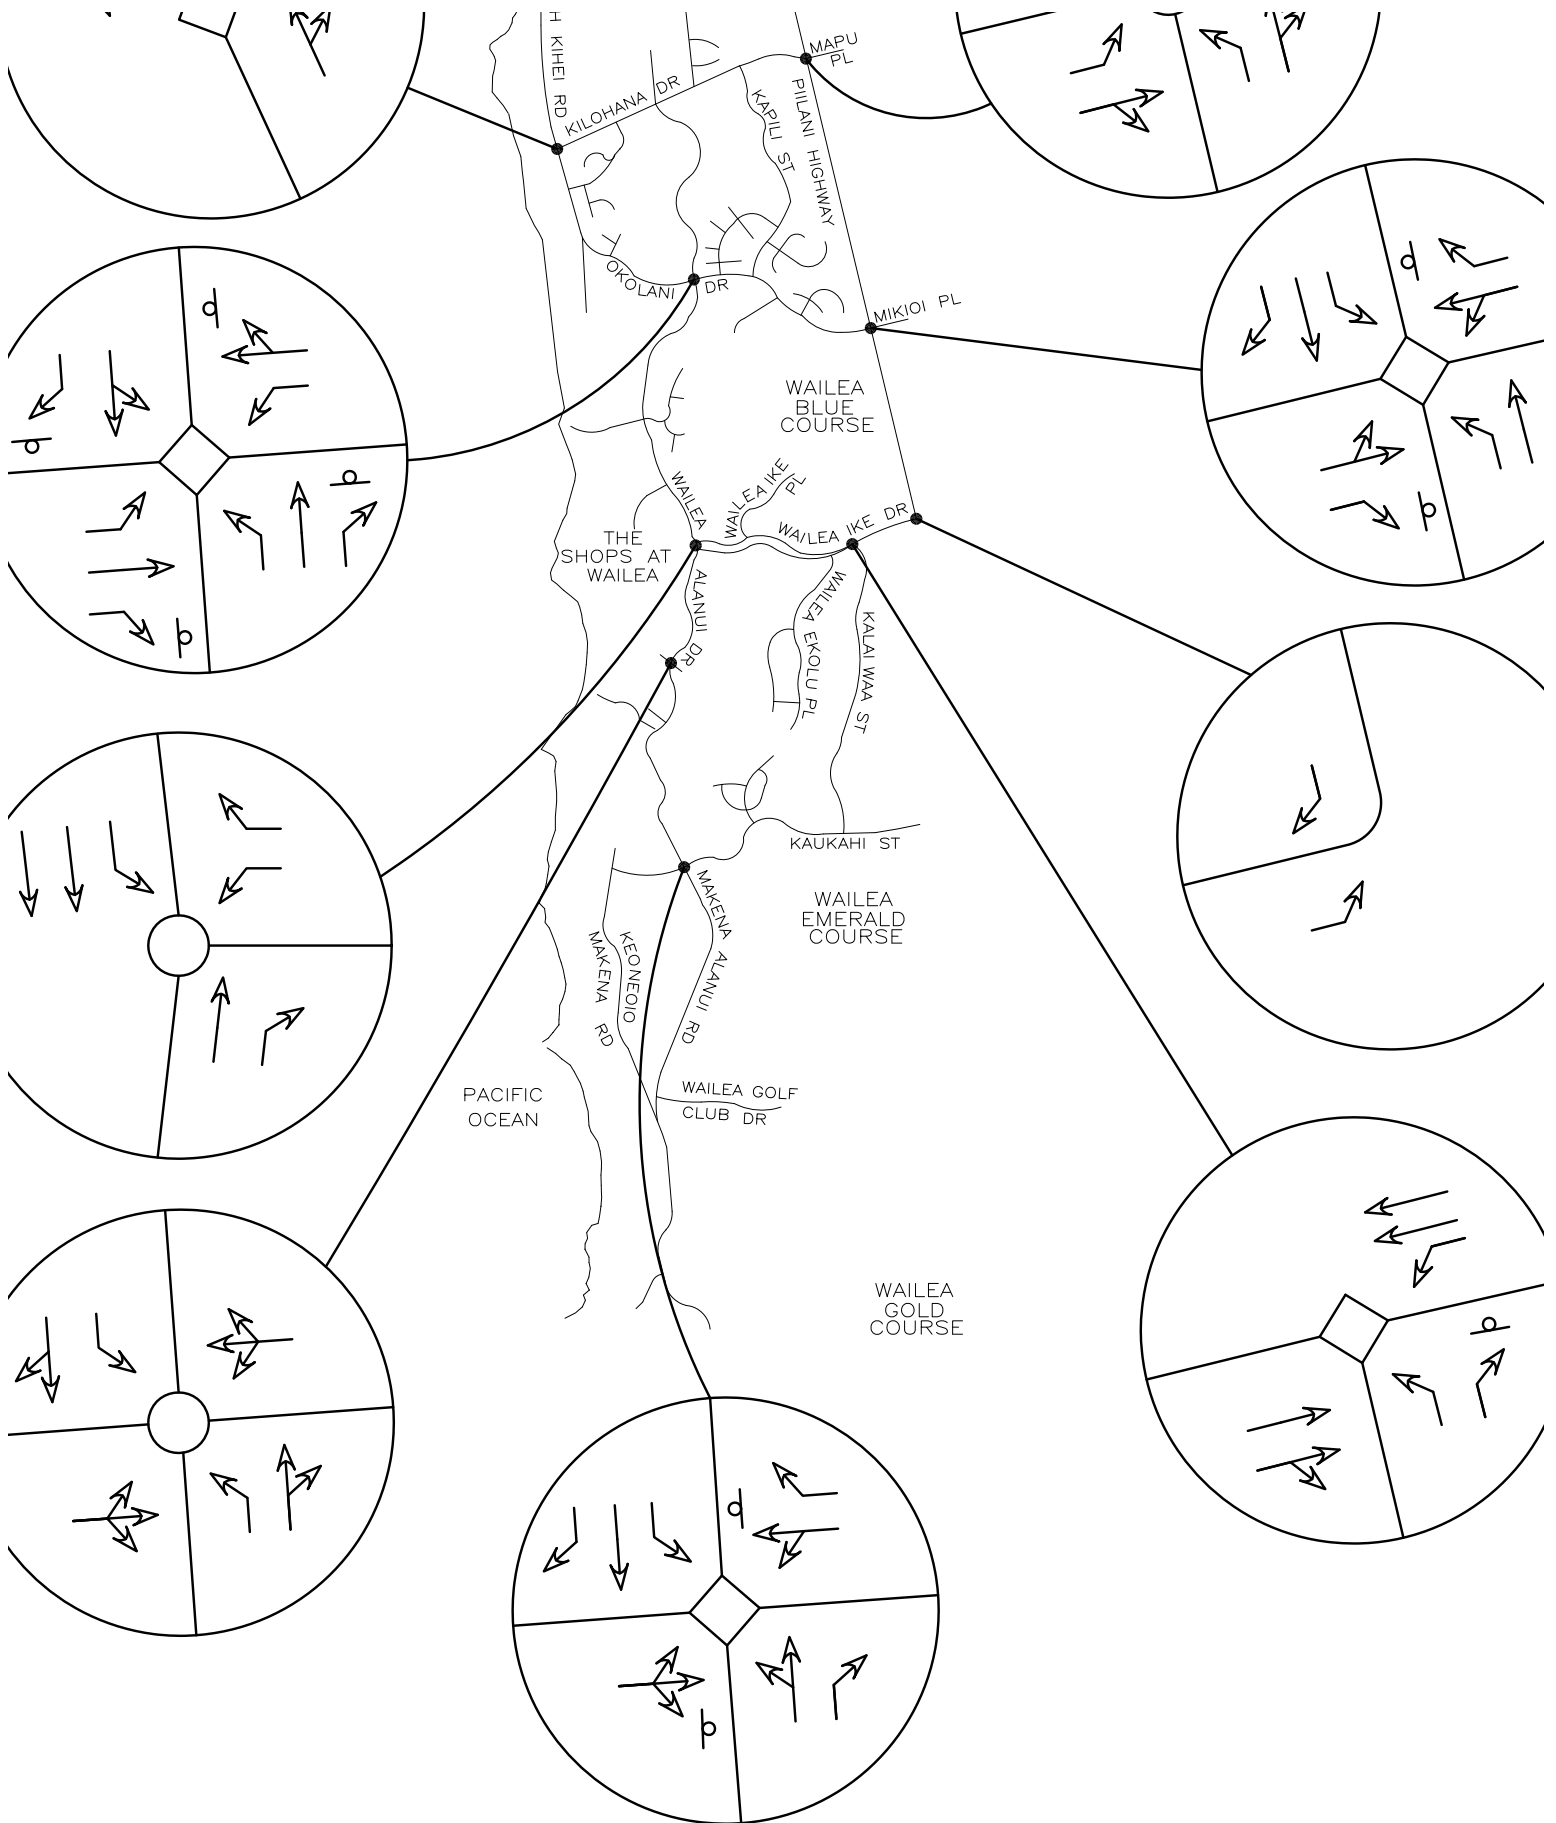 H KIHEI RD
MAPU
PL
KILOHANA DR
KAPILI ST
PIILANI HIGHWAY
OKOLANI DR
MIKIOI PL
WAILEA
BLUE
COURSE
WAILEA
WAILEA IKE
PL
WAILEA IKE DR
THE
SHOPS AT
WAILEA
ALANUI DR
WAILEA EKOLU PL
KALAI WAA ST
KAUKAHI ST
MAKENA ALANUI RD
WAILEA
EMERALD
COURSE
KEONEOIO
MAKENA RD
PACIFIC
OCEAN
WAILEA GOLF
CLUB DR
WAILEA
GOLD
COURSE